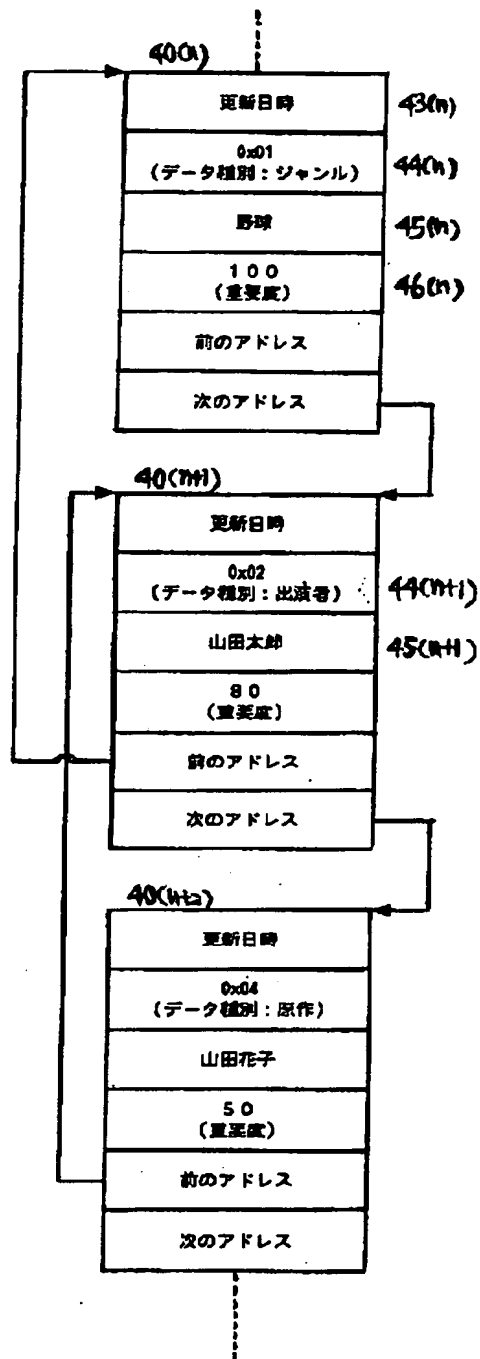 40(n)
更新日時
43(n)
0x01
(データ種別：ジャンル)
44(n)
野球
45(n)
100
(重要度)
46(n)
前のアドレス
次のアドレス
40(n+1)
更新日時
0x02
(データ種別：出演者)
44(n+1)
山田太郎
45(n+1)
80
(重要度)
前のアドレス
次のアドレス
40(n+2)
更新日時
0x04
(データ種別：原作)
山田花子
50
(重要度)
前のアドレス
次のアドレス